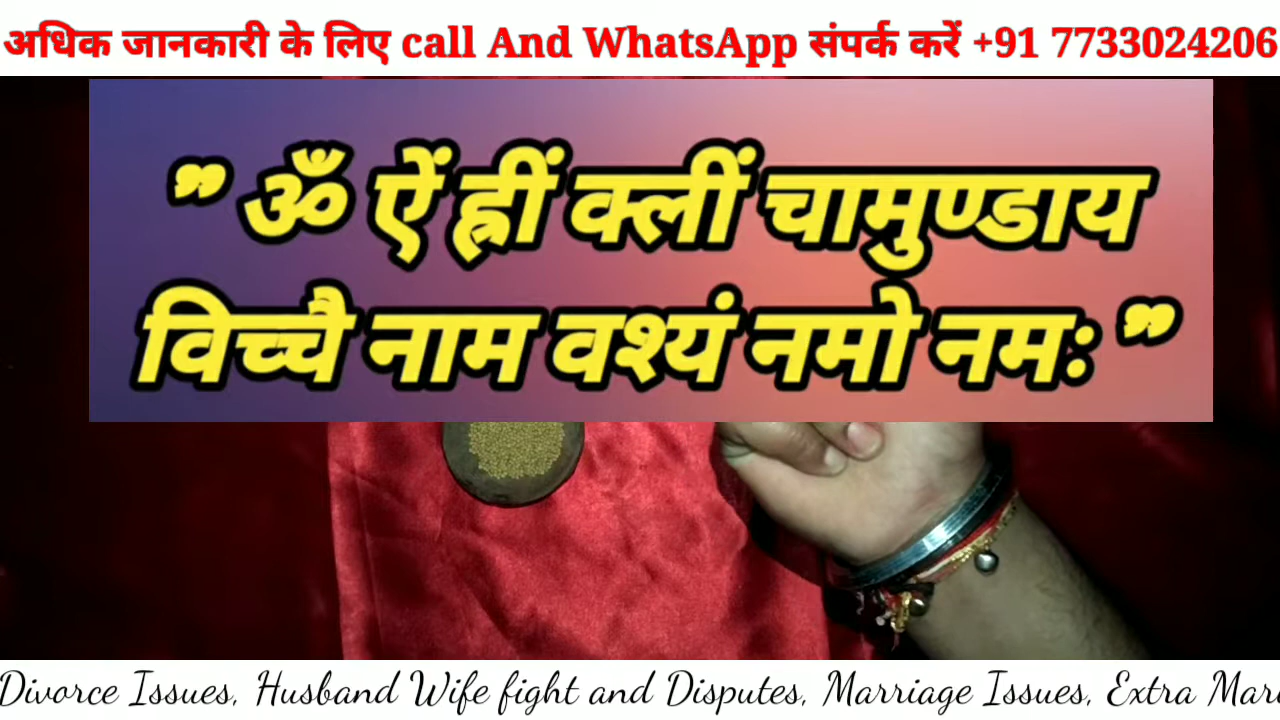 अधिक जानकारी के लिए call And WhatsApp संपर्क करें +91 7733024206
” ॐ ऐं ह्रीं क्लीं चामुण्डाय
विच्चै नाम वश्यं नमो नमः ”
Divorce Issues, Husband Wife fight and Disputes, Marriage Issues, Extra